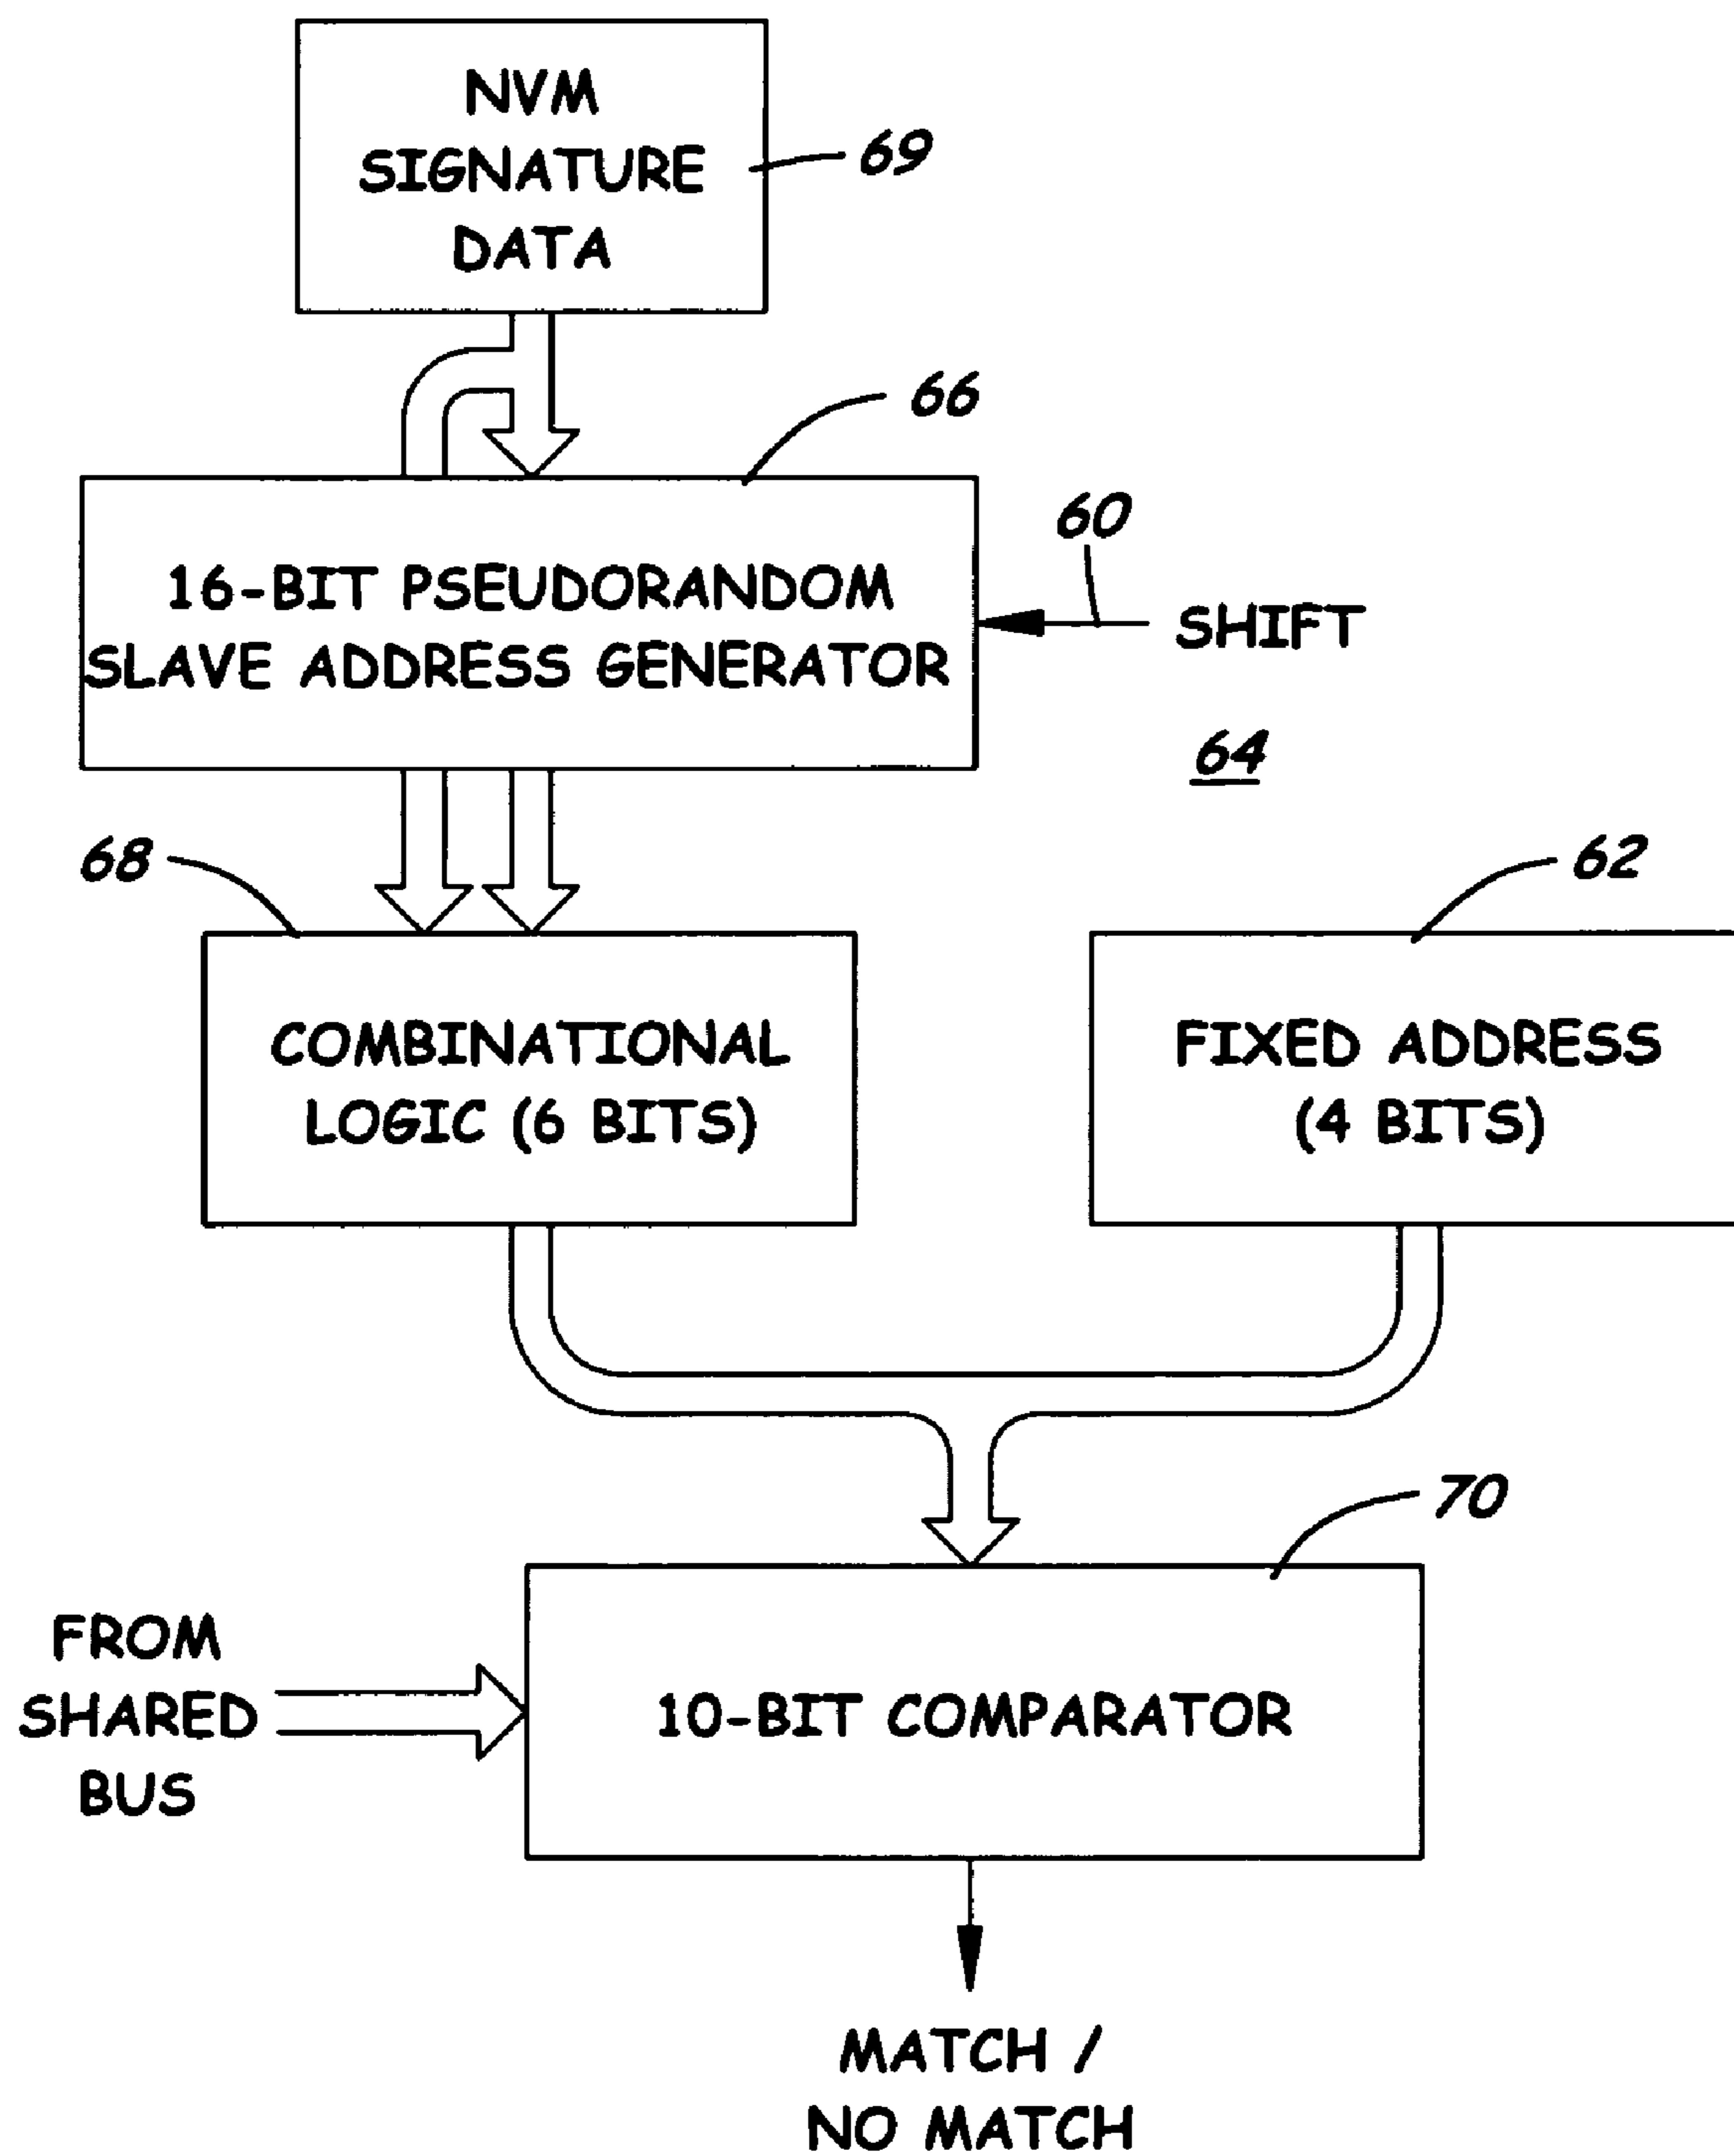 NVM
SIGNATURE
DATA
69
66
60
16-BIT PSEUDORANDOM
SLAVE ADDRESS GENERATOR
SHIFT
64
68
62
COMBINATIONAL
LOGIC (6 BITS)
FIXED ADDRESS
(4 BITS)
70
FROM
SHARED
BUS
10-BIT COMPARATOR
MATCH /
NO MATCH